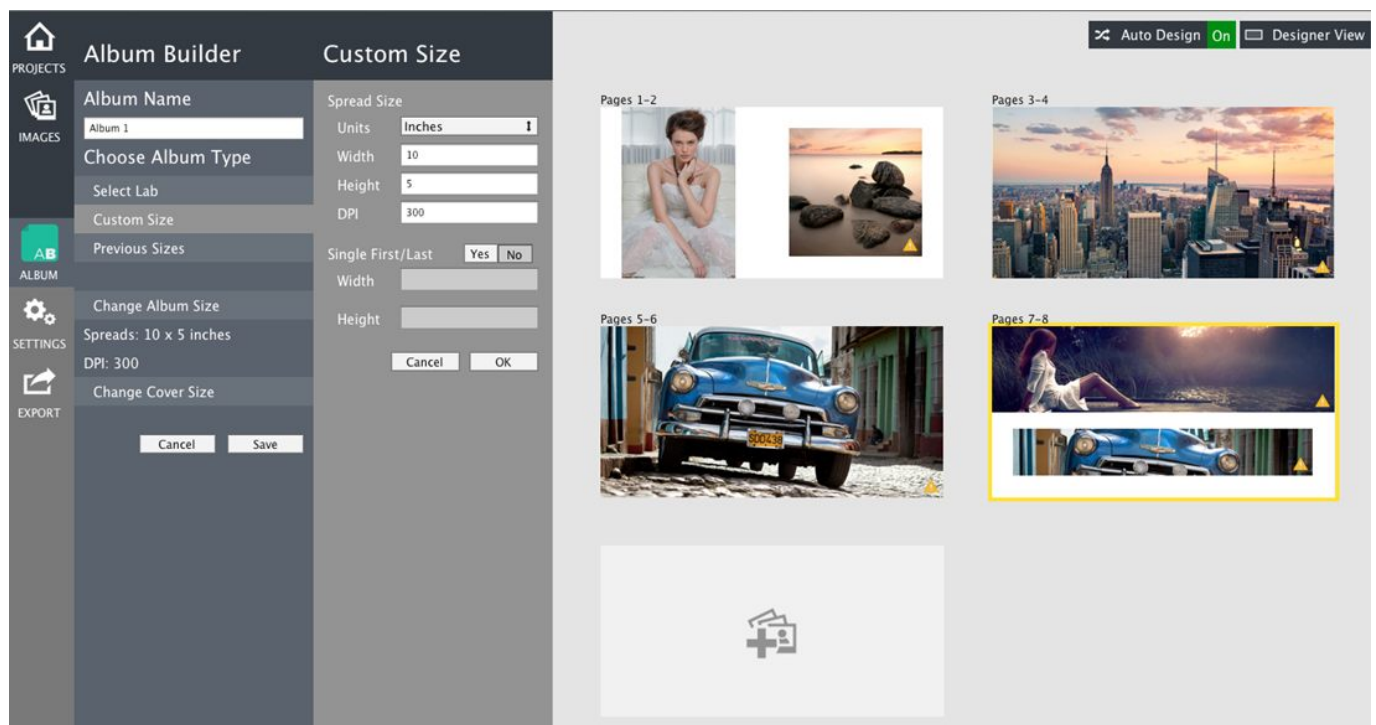 PROJECTS
IMAGES
AB
ALBUM
SETTINGS
EXPORT
Album Builder
Album Name
Album 1
Choose Album Type
Select Lab
Custom Size
Previous Sizes
Change Album Size
Spreads: 10 x 5 inches
DPI: 300
Change Cover Size
Cancel Save
Custom Size
Spread Size
Units Inches
Width 10
Height 5
DPI 300
Single First/Last Yes No
Width
Height
Cancel OK
Auto Design On Designer View
Pages 1-2
Pages 3-4
Pages 5-6
SDD438
Pages 7-8